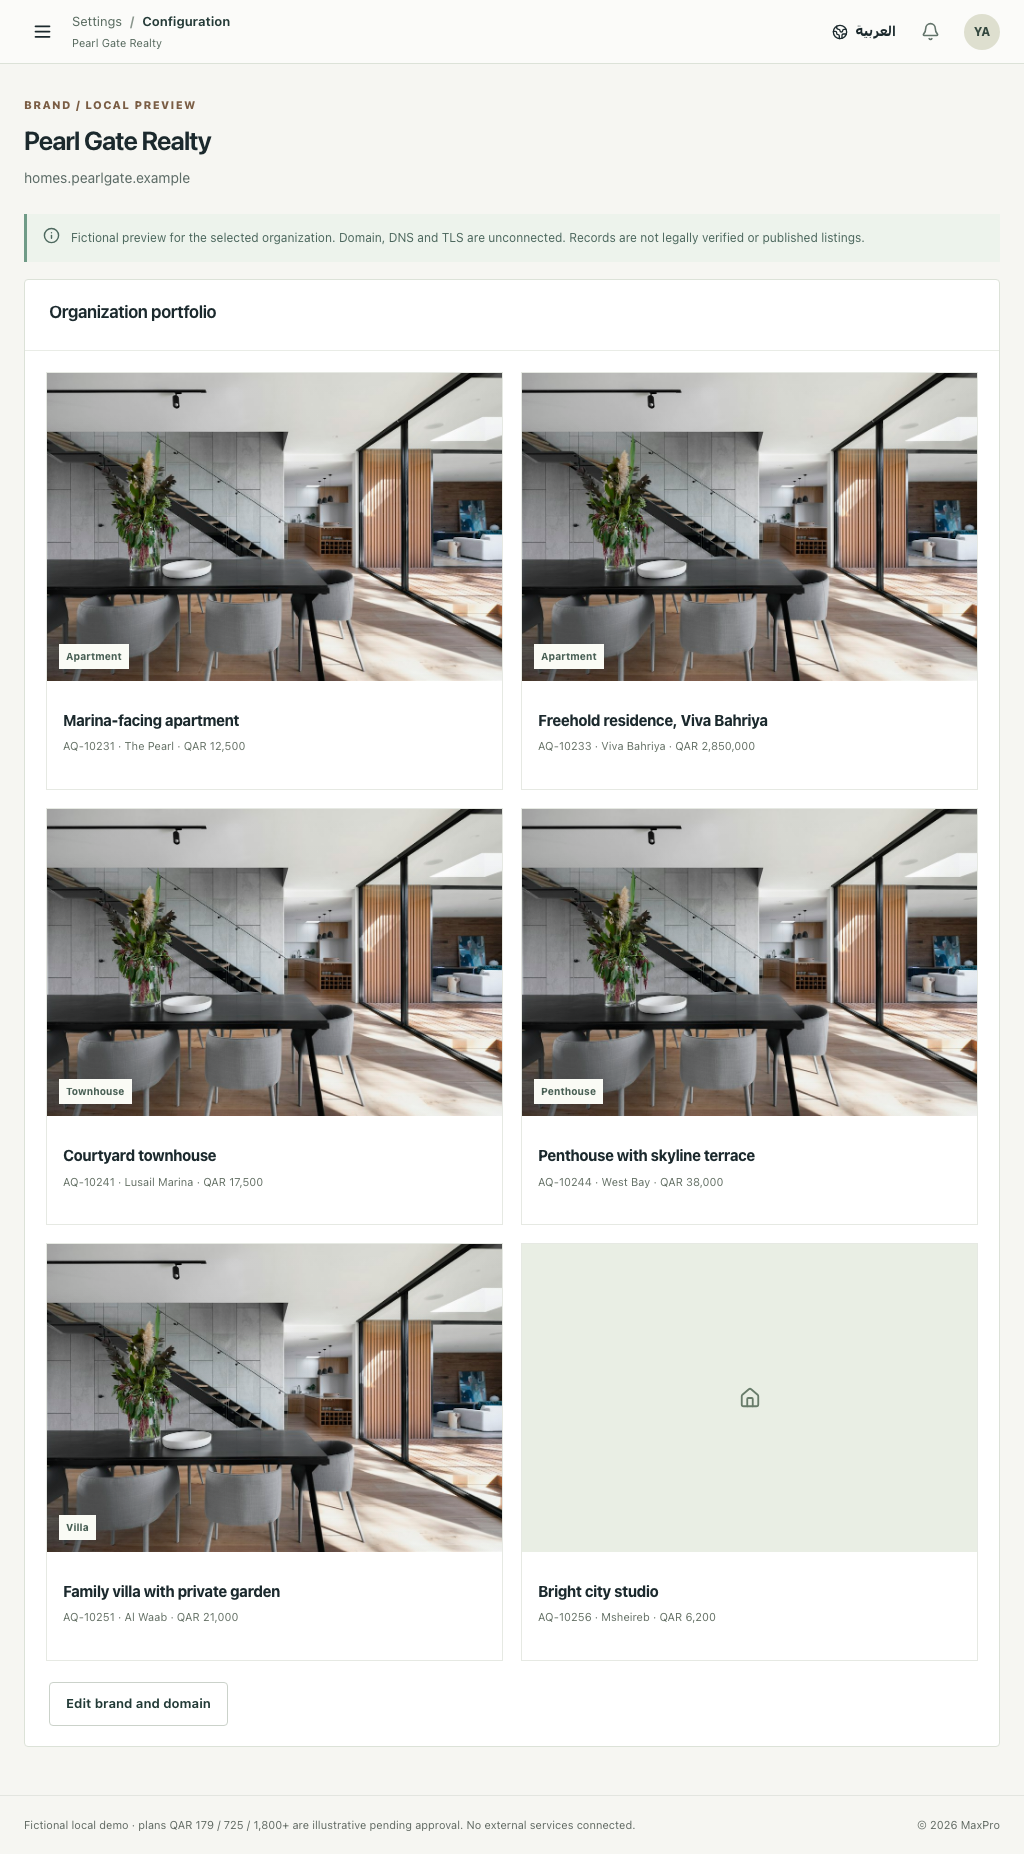 Settings / Configuration
Pearl Gate Realty
العربية
YA
BRAND / LOCAL PREVIEW
Pearl Gate Realty
homes.pearlgate.example
Fictional preview for the selected organization. Domain, DNS and TLS are unconnected. Records are not legally verified or published listings.
Organization portfolio
Apartment
Marina-facing apartment
AQ-10231 · The Pearl · QAR 12,500
Apartment
Freehold residence, Viva Bahriya
AQ-10233 · Viva Bahriya · QAR 2,850,000
Townhouse
Courtyard townhouse
AQ-10241 · Lusail Marina · QAR 17,500
Penthouse
Penthouse with skyline terrace
AQ-10244 · West Bay · QAR 38,000
Villa
Family villa with private garden
AQ-10251 · Al Waab · QAR 21,000
Bright city studio
AQ-10256 · Msheireb · QAR 6,200
Edit brand and domain
Fictional local demo · plans QAR 179 / 725 / 1,800+ are illustrative pending approval. No external services connected.
© 2026 MaxPro